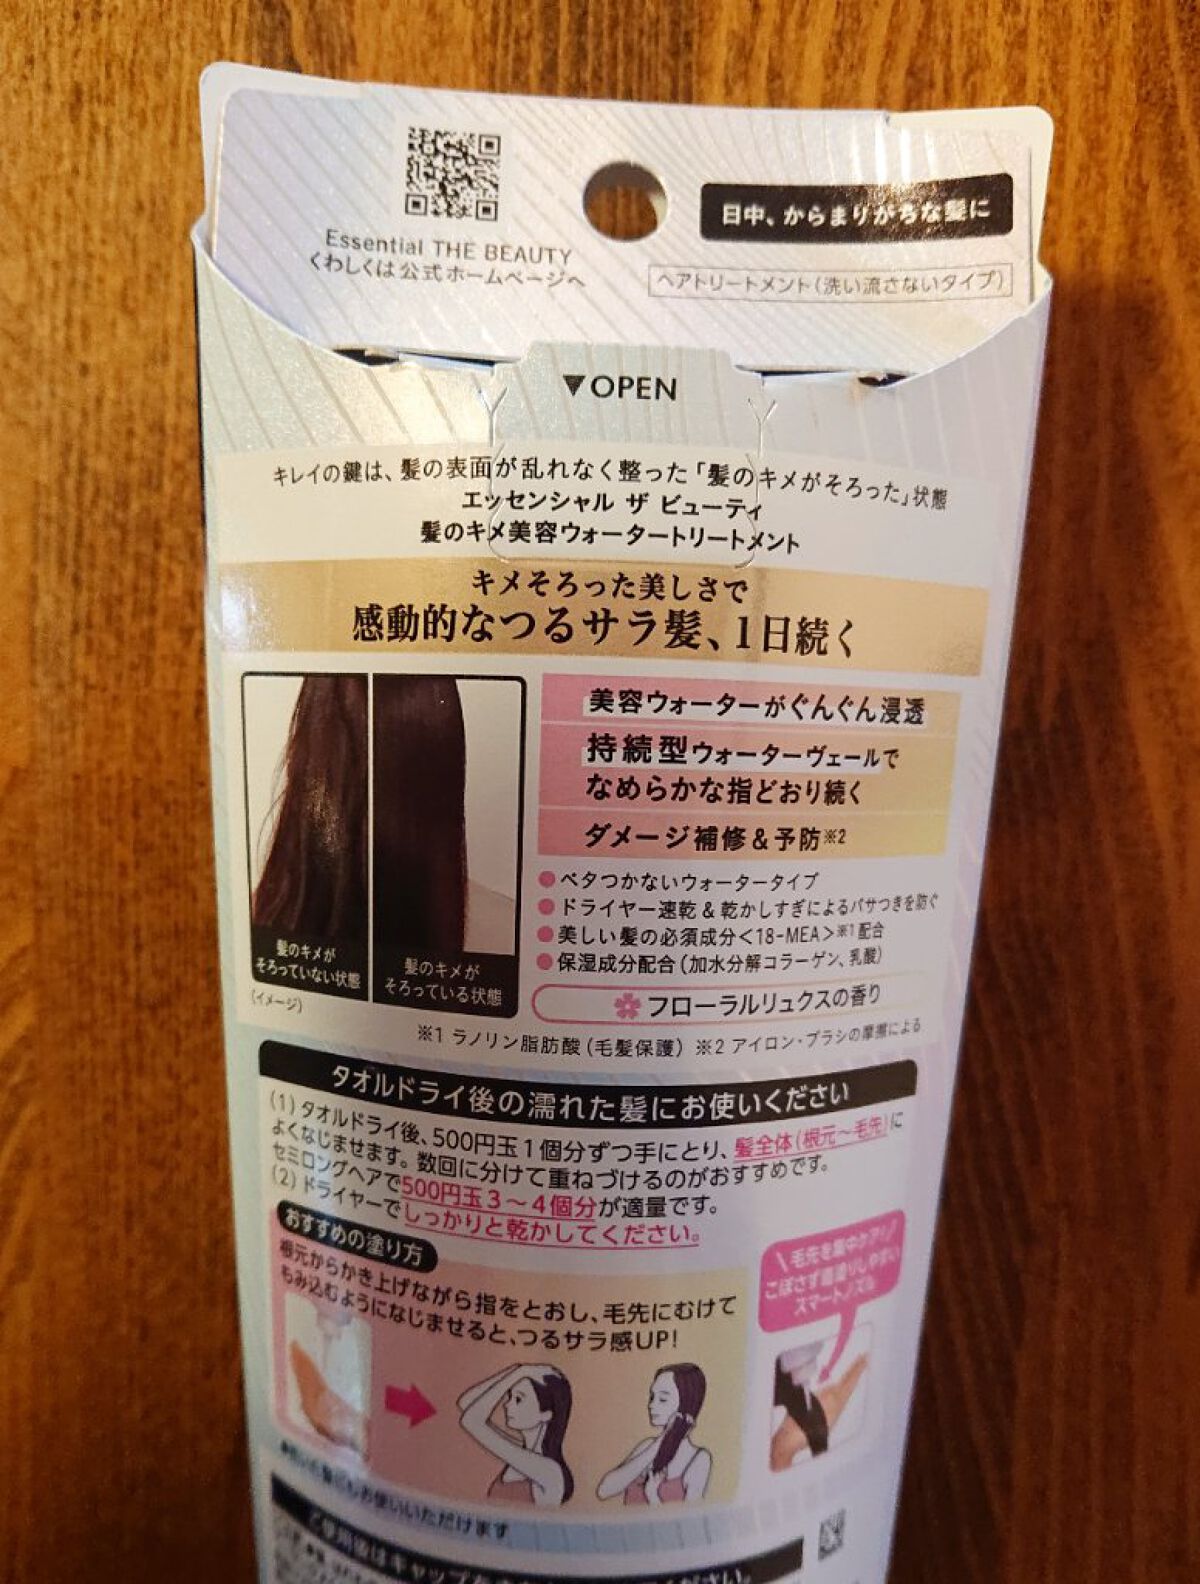 Essential THE BEAUTY
くわしくは公式ホームページへ
日中、からまりがちな髪に
ヘアトリートメント(洗い流さないタイプ)
▼OPEN
キレイの鍵は、髪の表面が乱れなく整った「髪のキメがそろった」状態
エッセンシャル ザ ビューティ
髪のキメ美容ウォータートリートメント
キメそろった美しさで
感動的なつるサラ髪、1日続く
髪のキメが
そろっていない状態
髪のキメが
そろっている状態
(イメージ)
美容ウォーターがぐんぐん浸透
持続型ウォーターヴェールで
なめらかな指どおり続く
ダメージ補修&予防※2
●ベタつかないウォータータイプ
●ドライヤー速乾&乾かしすぎによるパサつきを防ぐ
●美しい髪の必須成分<18-MEA>※1配合
●保湿成分配合(加水分解コラーゲン、乳酸)
フローラルリュクスの香り
※1 ラノリン脂肪酸(毛髪保護) ※2 アイロン・ブラシの摩擦による
タオルドライ後の濡れた髪にお使いください
(1)タオルドライ後、500円玉1個分ずつ手にとり、髪全体(根元～毛先)に
よくなじませます。数回に分けて重ねづけるのがおすすめです。
セミロングヘアで500円玉3～4個分が適量です。
(2)ドライヤーでしっかりと乾かしてください。
おすすめの塗り方
根元からかき上げながら指をとおし、毛先にむけて
もみ込むようになじませると、つるサラ感UP!
\毛先を集中ケア!/
こぼさず直塗りしやすい
スマートノズル
にもお使いいただけます